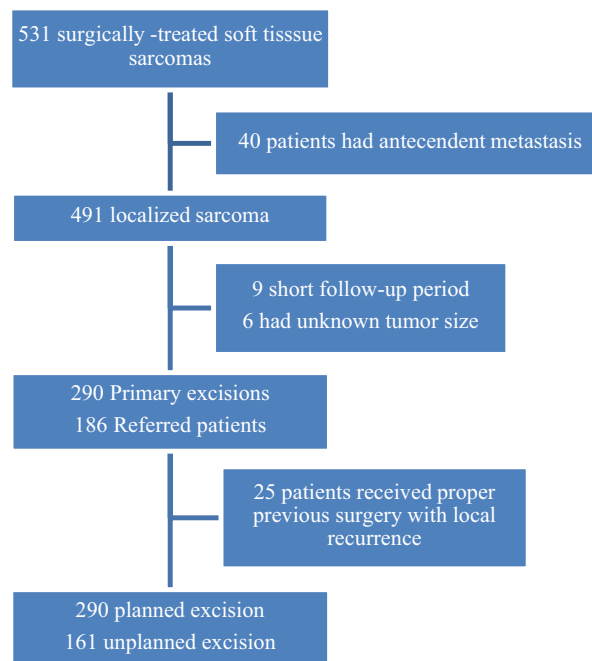 531 surgically -treated soft tisssue
sarcomas
40 patients had antecendent metastasis
491 localized sarcoma
9 short follow-up period
6 had unknown tumor size
290 Primary excisions
186 Referred patients
25 patients received proper
previous surgery with local
recurrence
290 planned excision
161 unplanned excision